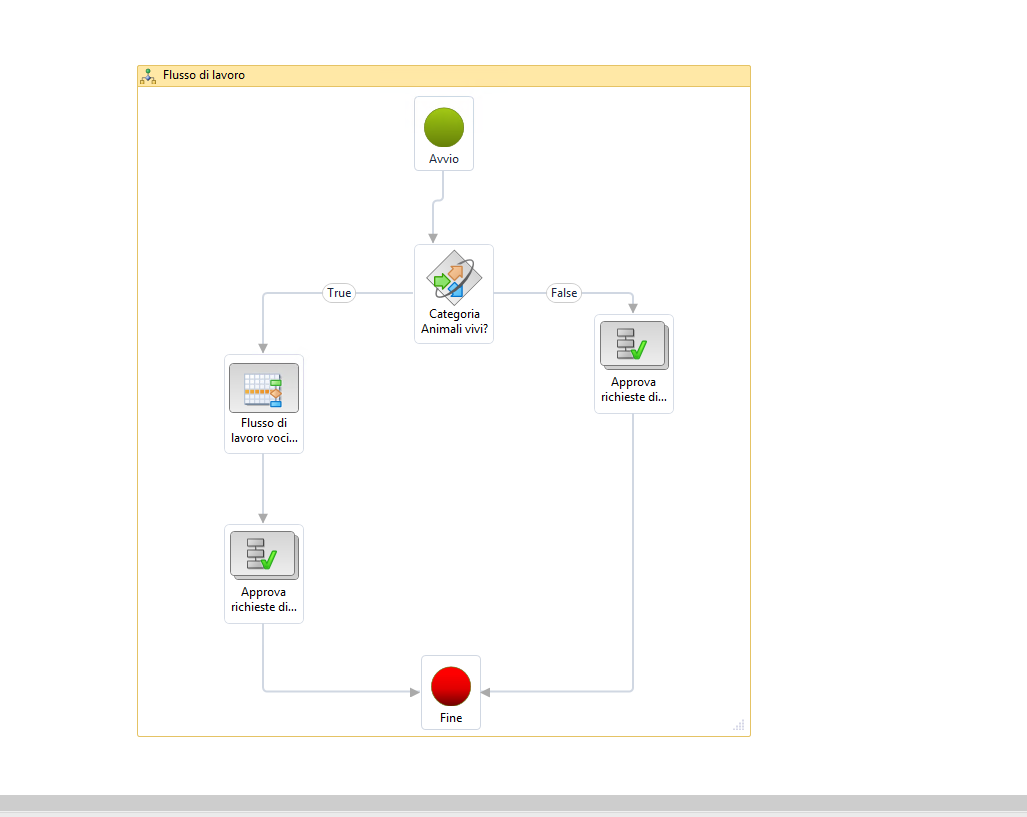 Flusso di lavoro
Avvio
True
False
Categoria
Animali vivi?
Approva
richieste di...
Flusso di
lavoro voci...
Approva
richieste di...
Fine